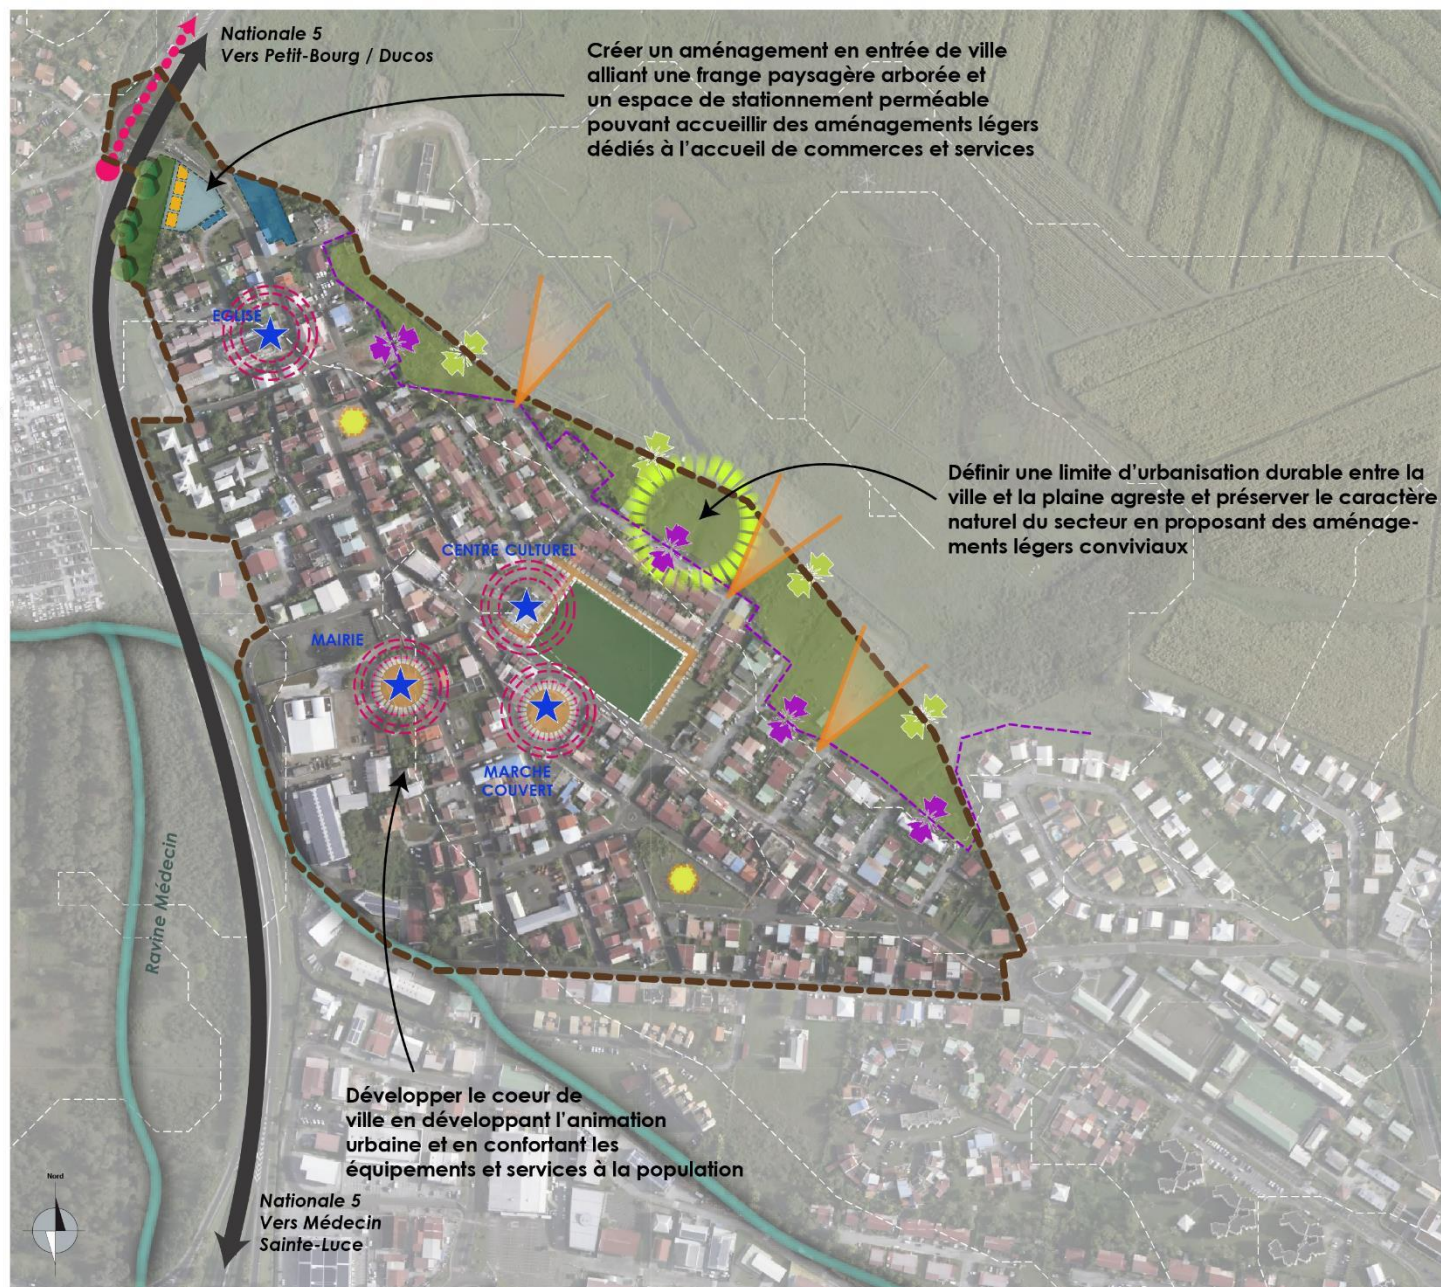 Nationale 5
Vers Petit-Bourg / Ducos
Créer un aménagement en entrée de ville
alliant une frange paysagère arborée et
un espace de stationnement perméable
pouvant accueillir des aménagements légers
dédiés à l'accueil de commerces et services
EGLISE
Définir une limite d'urbanisation durable entre la
ville et la plaine agreste et préserver le caractère
naturel du secteur en proposant des aménage-
ments légers conviviaux
CENTRE CULTUREL
MAIRIE
MARCHE
COUVERT
Ravine Médecin
Développer le coeur de
ville en développant l'animation
urbaine et en confortant les
équipements et services à la population
Nord
Nationale 5
Vers Médecin
Sainte-Luce